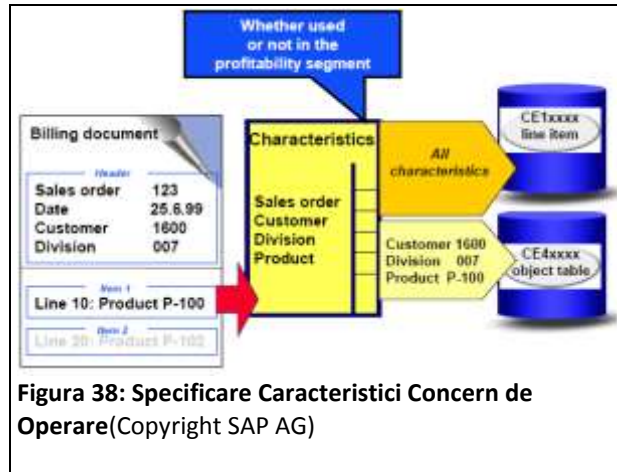 Whether used
or not in the
profitability segment
Billing document
Header
Sales order 123
Date 25.6.99
Customer 1600
Division 007
Item 1
Line 10: Product P-100
Item 2
Line 20: Product P-102
Characteristics
Sales order
Customer
Division
Product
All
characteristics
Customer 1600
Division 007
Product P-100
CE1xxxx
line item
CE4xxxx
object table
Figura 38: Specificare Caracteristici Concern de
Operare(Copyright SAP AG)